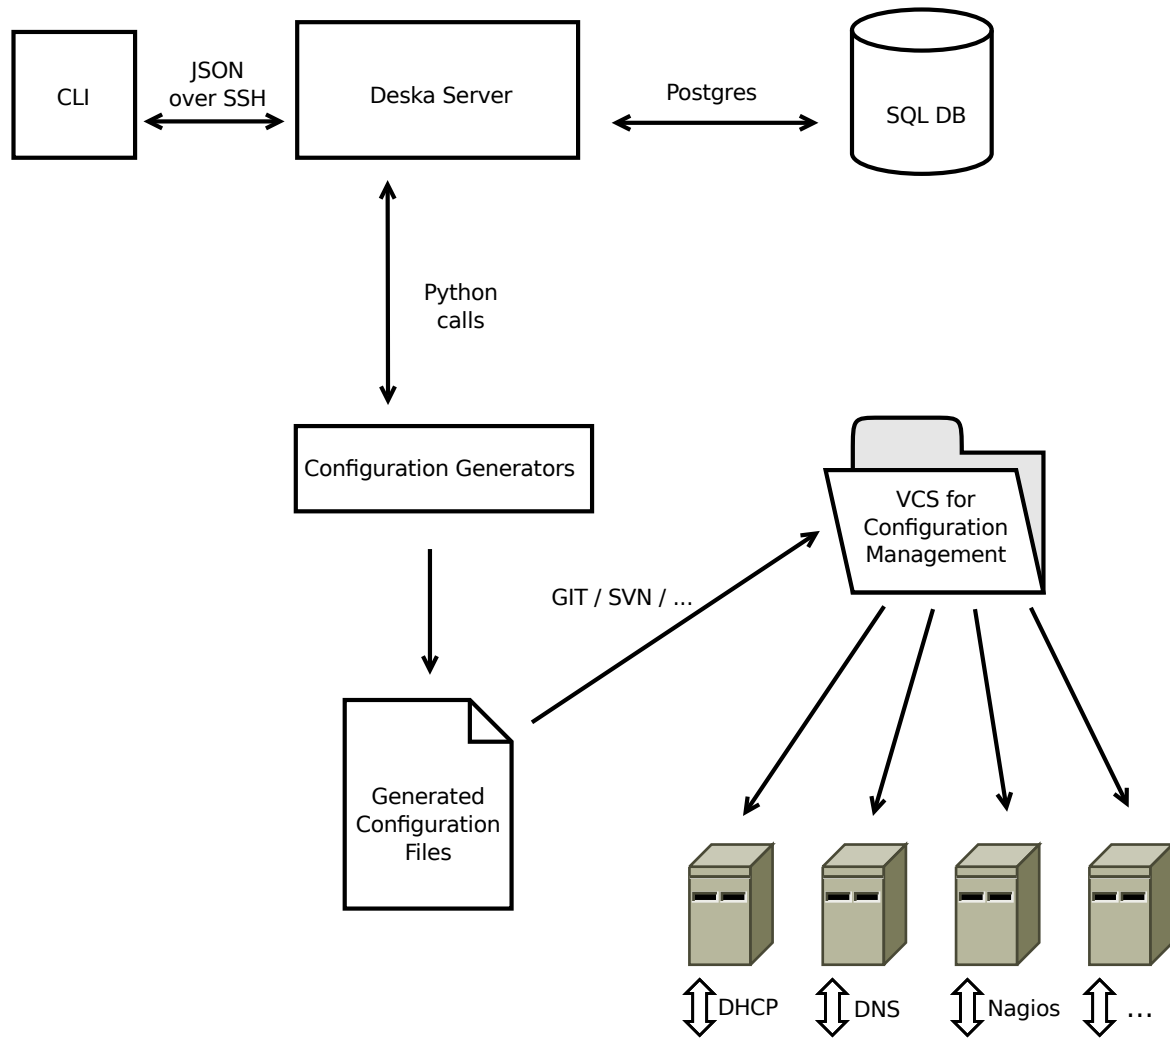 CLI
JSON
over SSH
Deska Server
Postgres
SQL DB
Python
calls
Configuration Generators
VCS for
Configuration
Management
GIT / SVN / ...
Generated
Configuration
Files
DHCP
DNS
Nagios
...